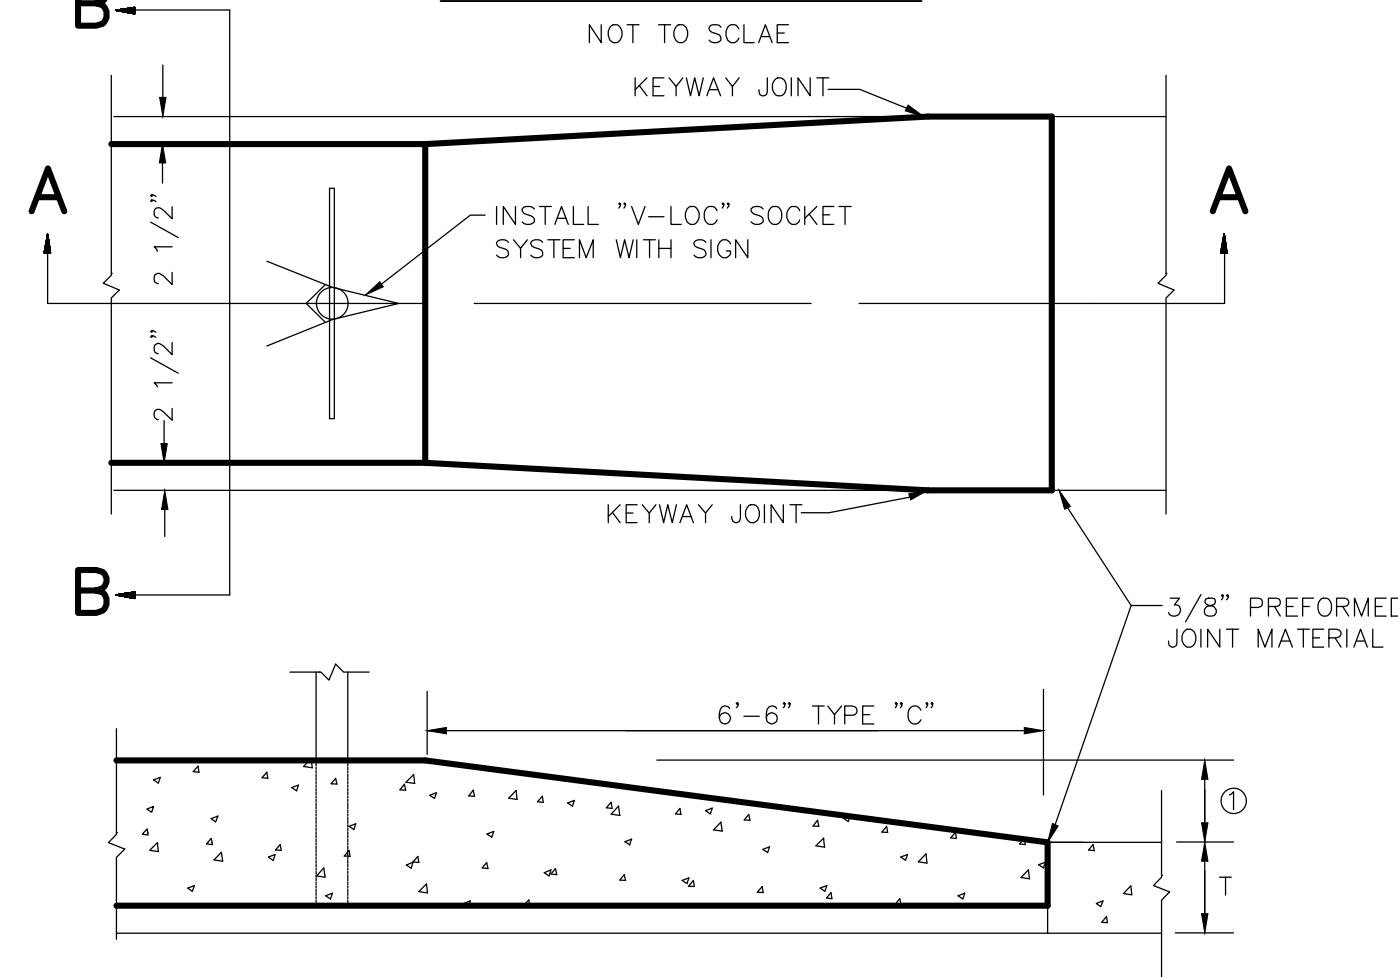 B
NOT TO SCLAE
KEYWAY JOINT
A
A
2 1/2"
INSTALL "V-LOC" SOCKET
SYSTEM WITH SIGN
2 1/2"
KEYWAY JOINT
B
3/8" PREFORMED
JOINT MATERIAL
6'-6" TYPE "C"
1
T